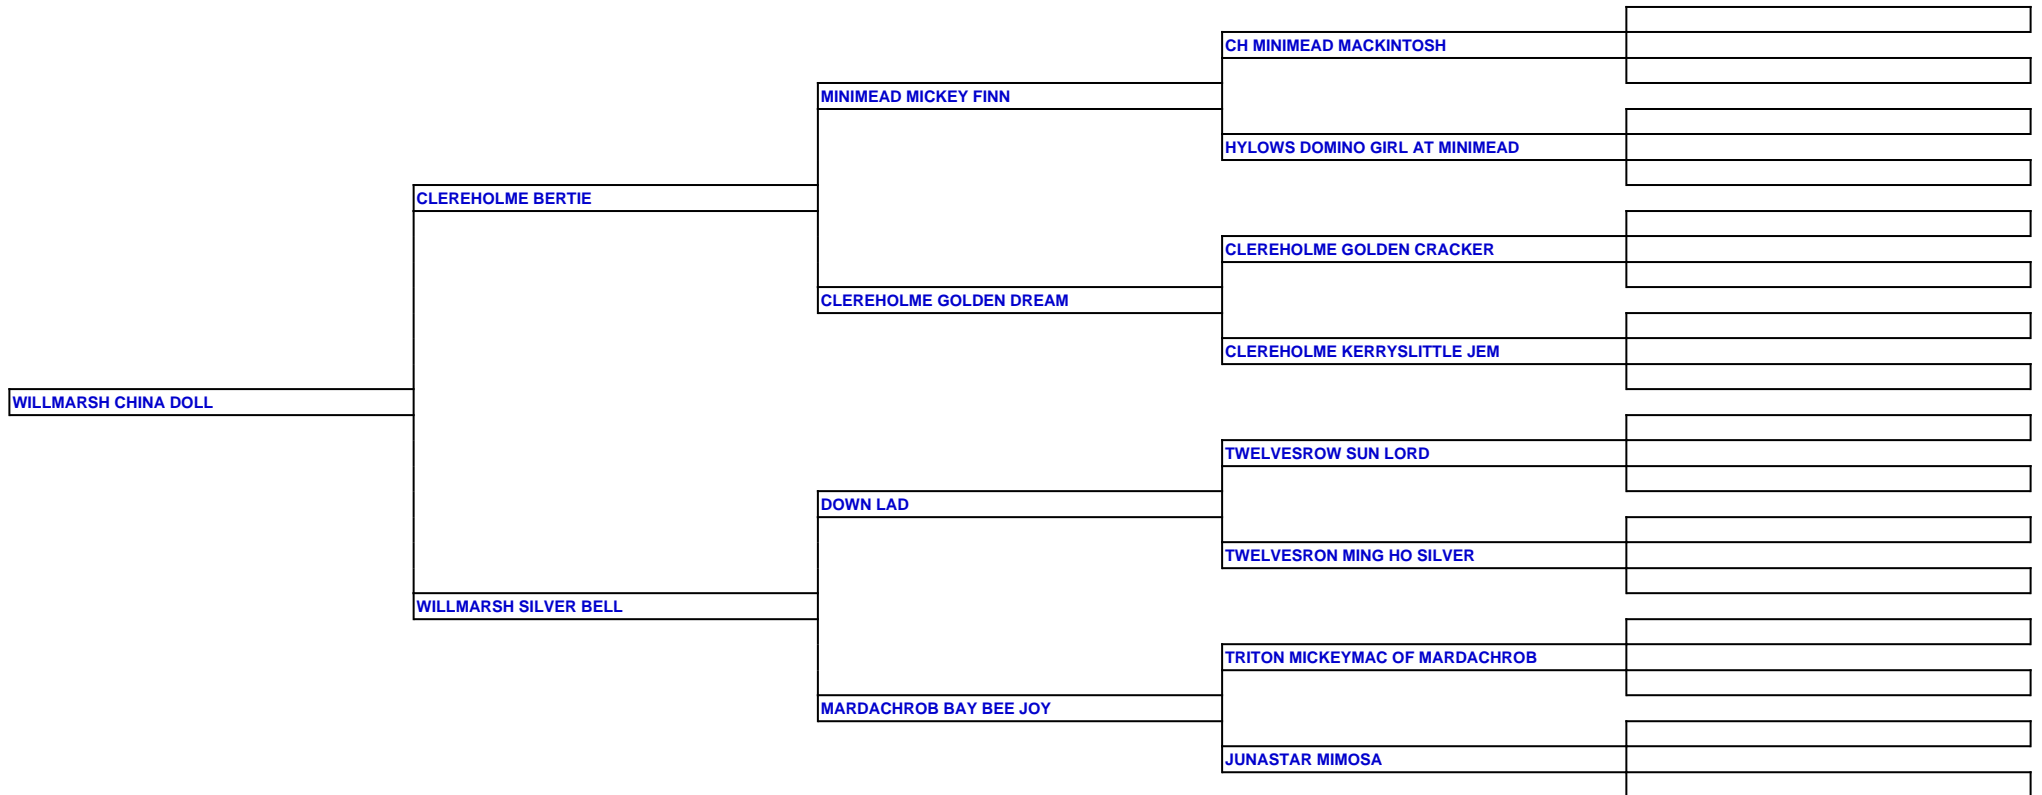 CH MINIMEAD MACKINTOSH
MINIMEAD MICKEY FINN
HYLOWS DOMINO GIRL AT MINIMEAD
CLEREHOLME BERTIE
CLEREHOLME GOLDEN CRACKER
CLEREHOLME GOLDEN DREAM
CLEREHOLME KERRYSLITTLE JEM
WILLMARSH CHINA DOLL
TWELVESROW SUN LORD
DOWN LAD
TWELVESRON MING HO SILVER
WILLMARSH SILVER BELL
TRITON MICKEYMAC OF MARDACHROB
MARDACHROB BAY BEE JOY
JUNASTAR MIMOSA